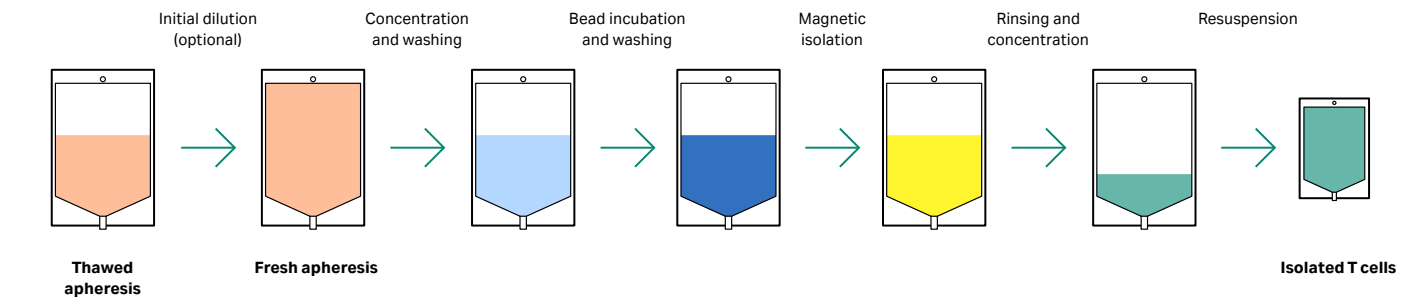 Initial dilution
(optional)
Concentration
and washing
Bead incubation
and washing
Magnetic
isolation
Rinsing and
concentration
Resuspension
Thawed
apheresis
Fresh apheresis
Isolated T cells